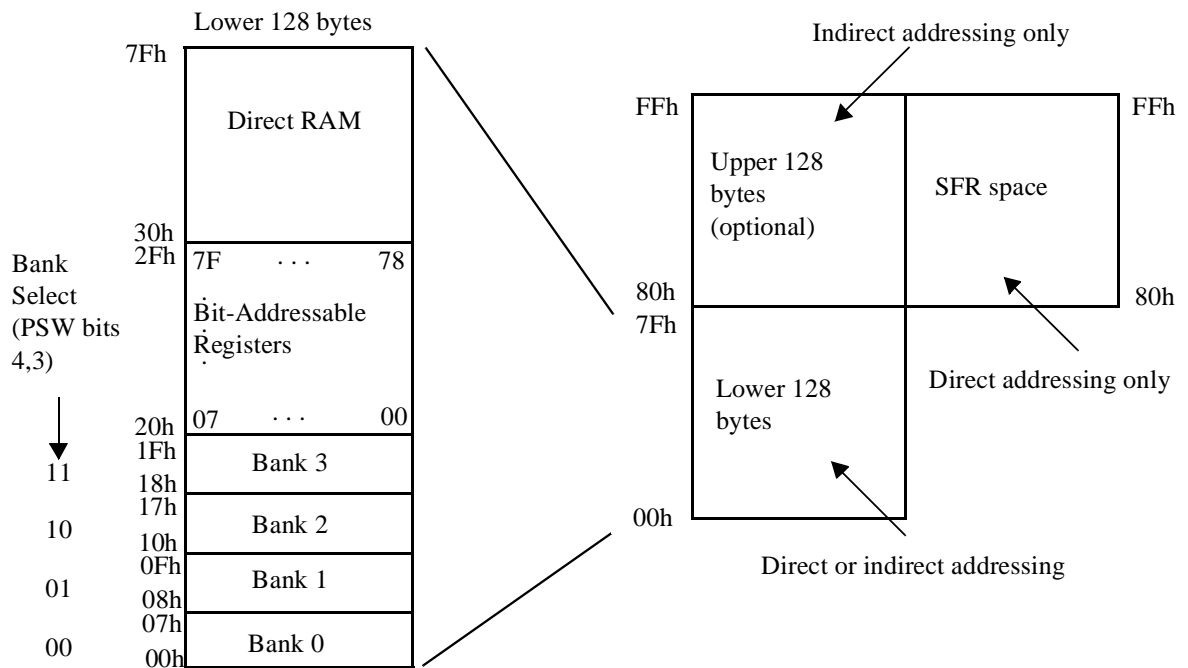 Lower 128 bytes
7Fh
Direct RAM
30h
2Fh
7F . . . 78
.
Bit-Addressable
.
Registers
.
07 . . . 00
20h
1Fh
Bank 3
18h
17h
Bank 2
10h
0Fh
Bank 1
08h
07h
Bank 0
00h
Bank
Select
(PSW bits
4,3)
11
10
01
00
Indirect addressing only
FFh
FFh
Upper 128
bytes
(optional)
SFR space
80h
80h
7Fh
Direct addressing only
Lower 128
bytes
00h
Direct or indirect addressing